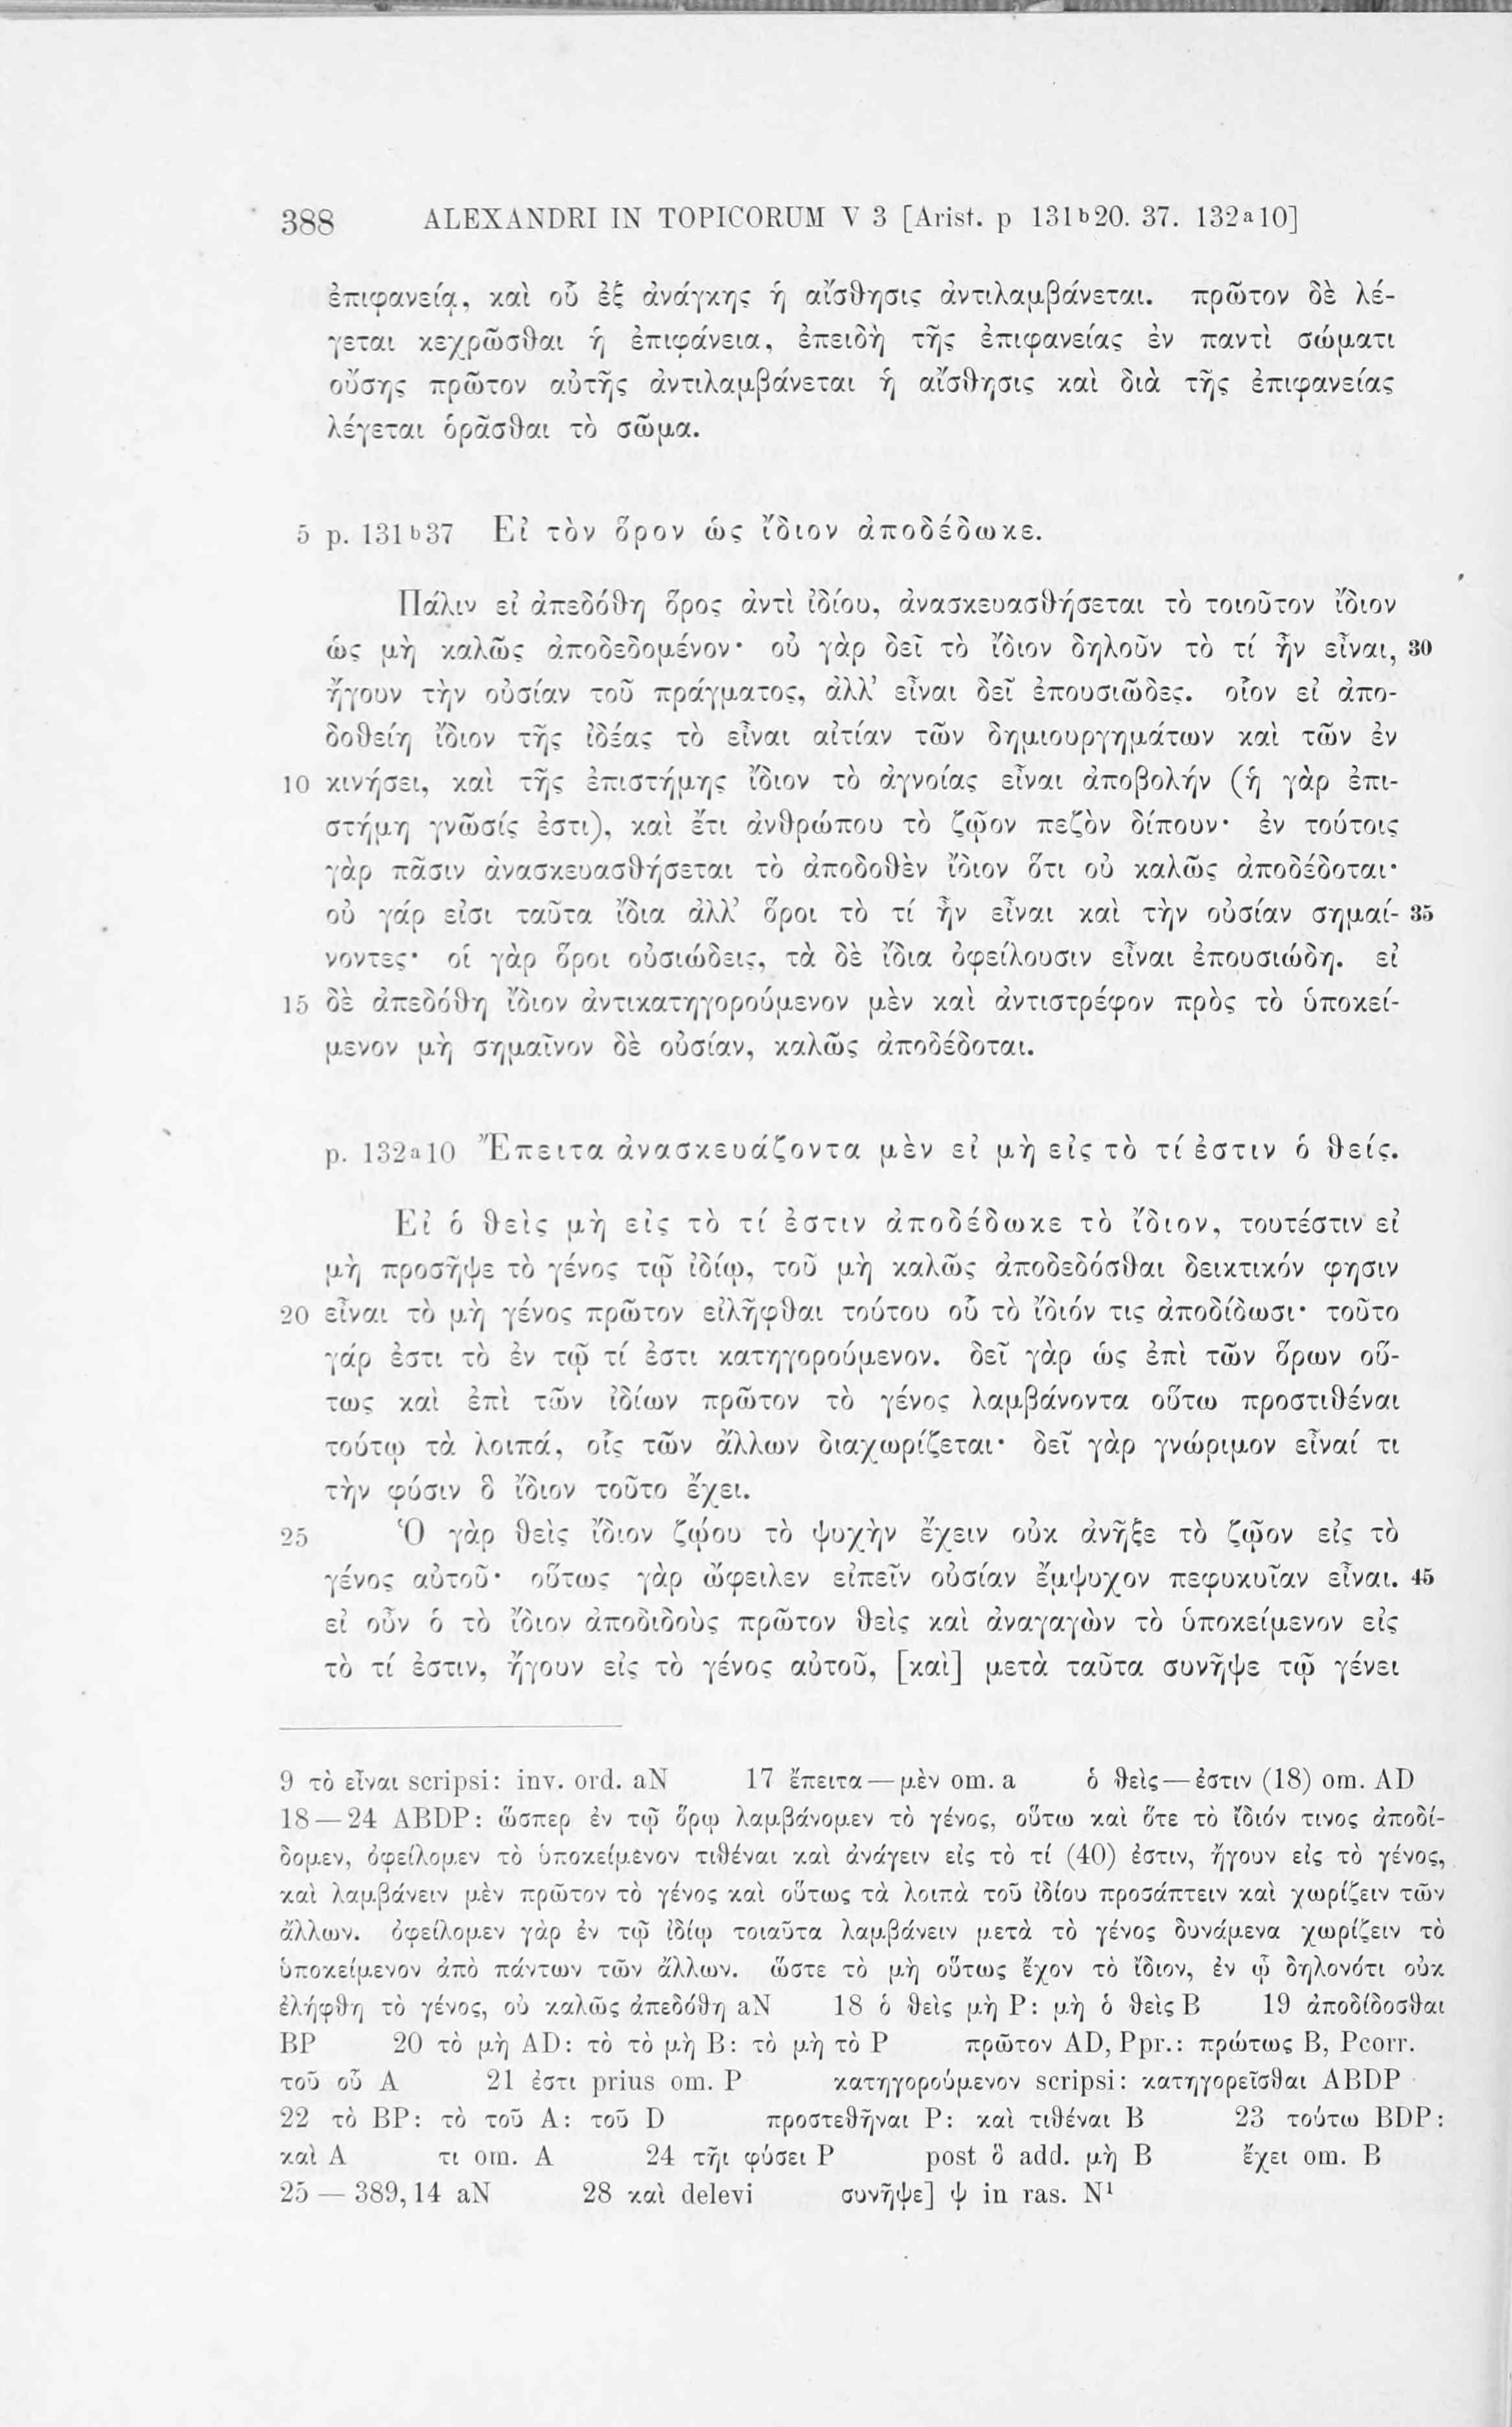 388 ALEXANDRI IN TOPICORUM V 3 [Arist. p 131b20. 37. 132a10]
ἐπιφανείᾳ, καὶ οὗ ἐξ ἀνάγκης ἡ αἴσθησις ἀντιλαμβάνεται. πρῶτον δὲ λέ-
γεται κεχρῶσθαι ἡ ἐπιφάνεια, ἐπειδὴ τῆς ἐπιφανείας ἐν παντὶ σώματι
οὔσης πρῶτον αὐτῆς ἀντιλαμβάνεται ἡ αἴσθησις καὶ διὰ τῆς ἐπιφανείας
λέγεται ὁρᾶσθαι τὸ σῶμα.
5 p. 131b37 Εἰ τὸν ὅρον ὡς ἴδιον ἀποδέδωκε.
Πάλιν εἰ ἀπεδόθη ὅρος ἀντὶ ἰδίου, ἀνασκευασθήσεται τὸ τοιοῦτον ἴδιον
ὡς μὴ καλῶς ἀποδεδομένον· οὐ γὰρ δεῖ τὸ ἴδιον δηλοῦν τὸ τί ἦν εἶναι, 30
ἤγουν τὴν οὐσίαν τοῦ πράγματος, ἀλλ’ εἶναι δεῖ ἐπουσιῶδες. οἷον εἰ ἀπο-
δοθείη ἴδιον τῆς ἰδέας τὸ εἶναι αἰτίαν τῶν δημιουργημάτων καὶ τῶν ἐν
10 κινήσει, καὶ τῆς ἐπιστήμης ἴδιον τὸ ἀγνοίας εἶναι ἀποβολήν (ἡ γὰρ ἐπι-
στήμη γνῶσίς ἐστι), καὶ ἔτι ἀνθρώπου τὸ ζῷον πεζὸν δίπουν· ἐν τούτοις
γὰρ πᾶσιν ἀνασκευασθήσεται τὸ ἀποδοθὲν ἴδιον ὅτι οὐ καλῶς ἀποδέδοται·
οὐ γάρ εἰσι ταῦτα ἴδια ἀλλ’ ὅροι τὸ τί ἦν εἶναι καὶ τὴν οὐσίαν σημαί- 35
νοντες· οἱ γὰρ ὅροι οὐσιώδεις, τὰ δὲ ἴδια ὀφείλουσιν εἶναι ἐπουσιώδη. εἰ
15 δὲ ἀπεδόθη ἴδιον ἀντικατηγορούμενον μὲν καὶ ἀντιστρέφον πρὸς τὸ ὑποκεί-
μενον μὴ σημαῖνον δὲ οὐσίαν, καλῶς ἀποδέδοται.
p. 132a10 Ἔπειτα ἀνασκευάζοντα μὲν εἰ μὴ εἰς τὸ τί ἐστιν ὁ θείς.
Εἰ ὁ θεὶς μὴ εἰς τὸ τί ἐστιν ἀποδέδωκε τὸ ἴδιον, τουτέστιν εἰ
μὴ προσῆψε τὸ γένος τῷ ἰδίῳ, τοῦ μὴ καλῶς ἀποδεδόσθαι δεικτικόν φησιν
20 εἶναι τὸ μὴ γένος πρῶτον εἰλῆφθαι τούτου οὗ τὸ ἴδιόν τις ἀποδίδωσι· τοῦτο
γάρ ἐστι τὸ ἐν τῷ τί ἐστι κατηγορούμενον. δεῖ γὰρ ὡς ἐπὶ τῶν ὅρων οὕ-
τως καὶ ἐπὶ τῶν ἰδίων πρῶτον τὸ γένος λαμβάνοντα οὕτω προστιθέναι
τούτῳ τὰ λοιπά, οἷς τῶν ἄλλων διαχωρίζεται· δεῖ γὰρ γνώριμον εἶναί τι
τὴν φύσιν ὃ ἴδιον τοῦτο ἔχει.
25 Ὁ γὰρ θεὶς ἴδιον ζῴου τὸ ψυχὴν ἔχειν οὐκ ἀνῆξε τὸ ζῷον εἰς τὸ
γένος αὐτοῦ· οὕτως γὰρ ὤφειλεν εἰπεῖν οὐσίαν ἔμψυχον πεφυκυῖαν εἶναι. 45
εἰ οὖν ὁ τὸ ἴδιον ἀποδιδοὺς πρῶτον θεὶς καὶ ἀναγαγὼν τὸ ὑποκείμενον εἰς
τὸ τί ἐστιν, ἤγουν εἰς τὸ γένος αὐτοῦ, [καὶ] μετὰ ταῦτα συνῆψε τῷ γένει
9 τὸ εἶναι scripsi: inv. ord. aN 17 ἔπειτα—μὲν om. a ὁ θεὶς—ἐστιν (18) om. AD
18—24 ABDP: ὥσπερ ἐν τῷ ὅρῳ λαμβάνομεν τὸ γένος, οὕτω καὶ ὅτε τὸ ἴδιόν τινος ἀποδί-
δομεν, ὀφείλομεν τὸ ὑποκείμενον τιθέναι καὶ ἀνάγειν εἰς τὸ τί (40) ἐστιν, ἤγουν εἰς τὸ γένος,
καὶ λαμβάνειν μὲν πρῶτον τὸ γένος καὶ οὕτως τὰ λοιπὰ τοῦ ἰδίου προσάπτειν καὶ χωρίζειν τῶν
ἄλλων. ὀφείλομεν γὰρ ἐν τῷ ἰδίῳ τοιαῦτα λαμβάνειν μετὰ τὸ γένος δυνάμενα χωρίζειν τὸ
ὑποκείμενον ἀπὸ πάντων τῶν ἄλλων. ὥστε τὸ μὴ οὕτως ἔχον τὸ ἴδιον, ἐν ᾧ δηλονότι οὐκ
ἐλήφθη τὸ γένος, οὐ καλῶς ἀπεδόθη aN 18 ὁ θεὶς μὴ P: μὴ ὁ θεὶς B 19 ἀποδίδοσθαι
BP 20 τὸ μὴ AD: τὸ τὸ μὴ B: τὸ μὴ τὸ P πρῶτον AD, Ppr.: πρώτως B, Pcorr.
τοῦ οὗ A 21 ἐστι prius om. P κατηγορούμενον scripsi: κατηγορεῖσθαι ABDP
22 τὸ BP: τὸ τοῦ A: τοῦ D προστεθῆναι P: καὶ τιθέναι B 23 τούτω BDP:
καὶ A τι om. A 24 τῆι φύσει P post ὃ add. μὴ B ἔχει om. B
25 — 389,14 aN 28 καὶ delevi συνῆψε] ψ in ras. N¹